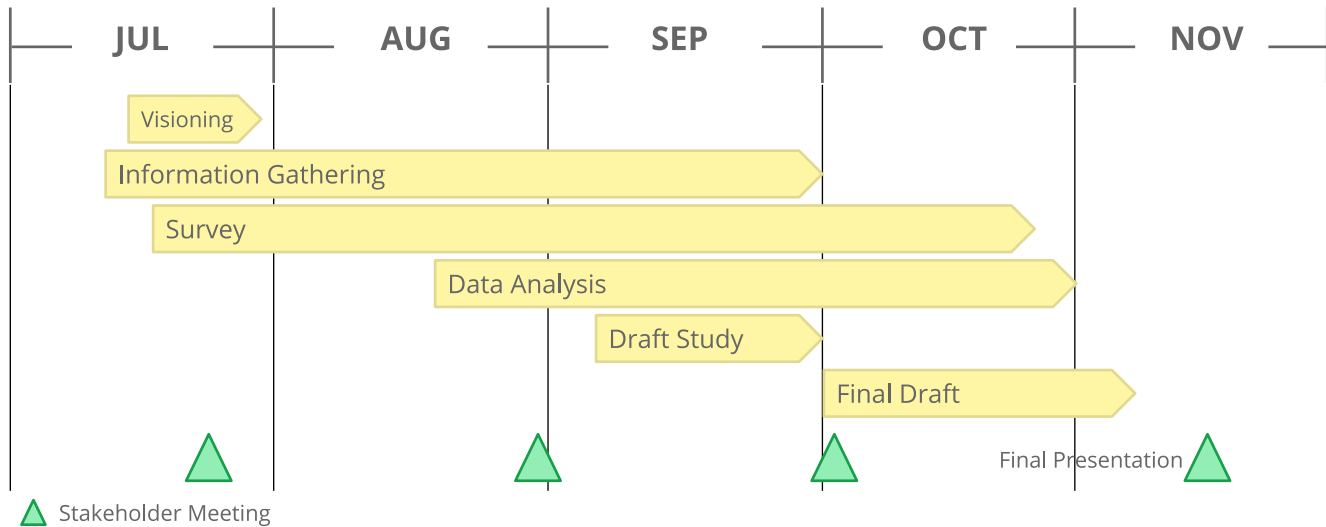 JUL AUG SEP OCT NOV
Visioning
Information Gathering
Survey
Data Analysis
Draft Study
Final Draft
Final Presentation
Stakeholder Meeting